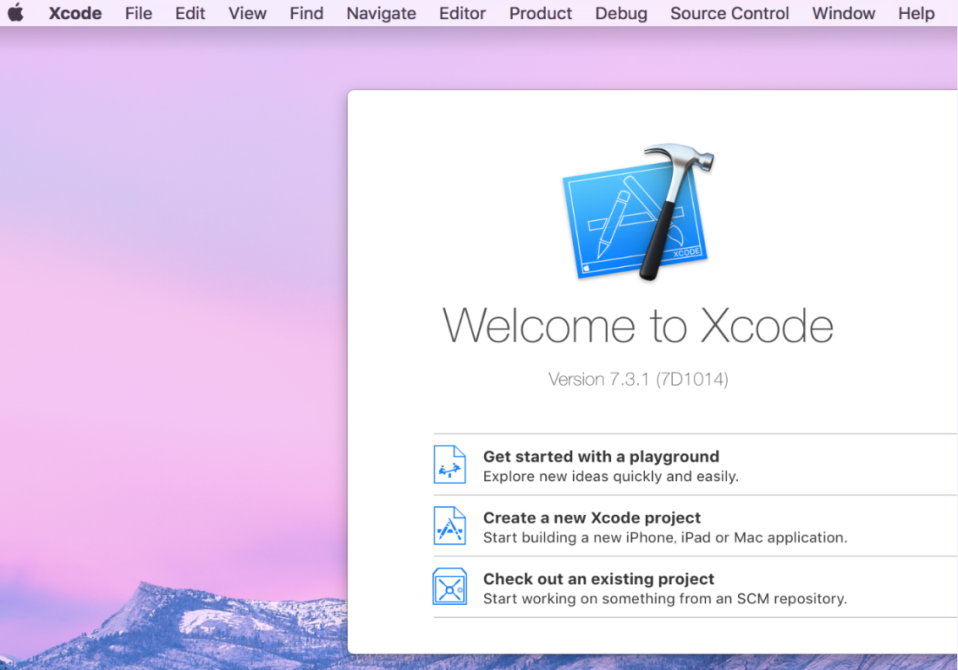 Xcode File Edit View Find Navigate Editor Product Debug Source Control Window Help
XCODE
Welcome to Xcode
Version 7.3.1 (7D1014)
Get started with a playground
Explore new ideas quickly and easily.
Create a new Xcode project
Start building a new iPhone, iPad or Mac application.
Check out an existing project
Start working on something from an SCM repository.